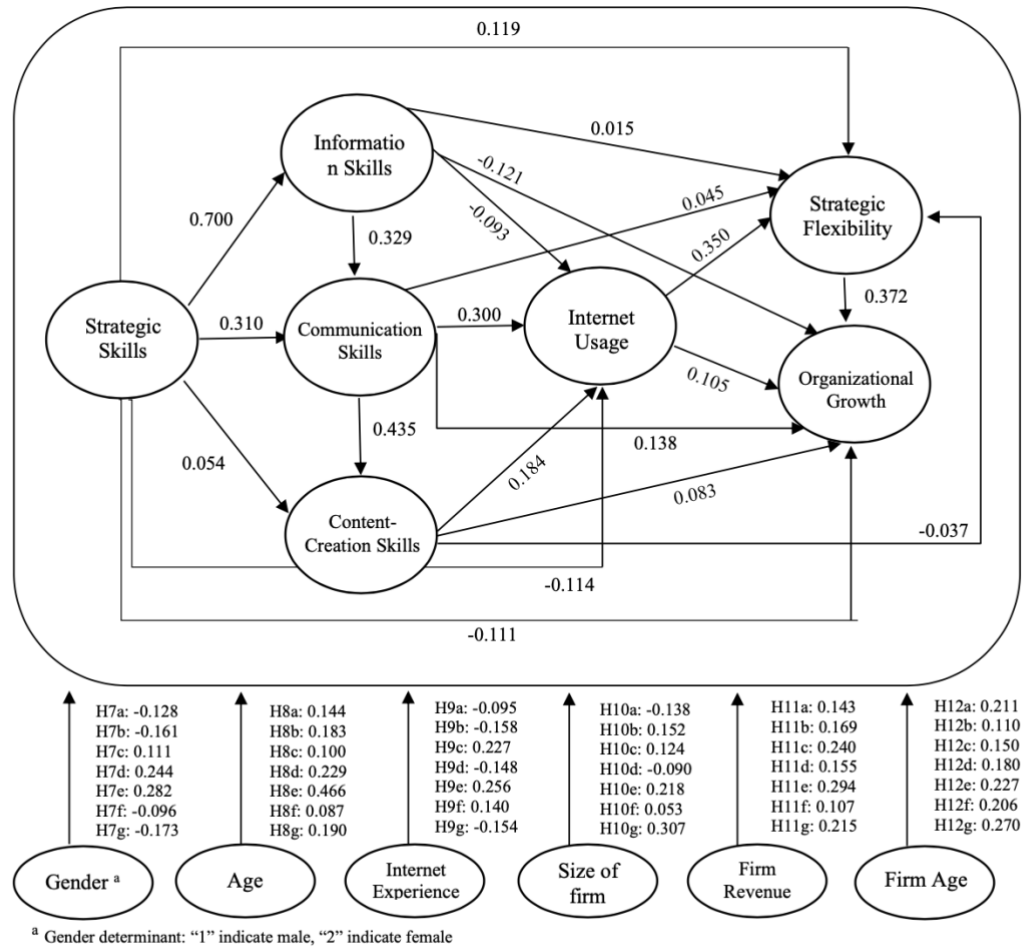 0.119
Informatio
n Skills
0.015
-0.121
Strategic
Flexibility
0.045
0.700
-0.093
0.329
0.350
0.372
Strategic
Skills
0.310
Communication
Skills
0.300
Internet
Usage
0.105
Organizational
Growth
0.435
0.138
0.054
0.184
0.083
Content-
Creation Skills
-0.037
-0.114
-0.111
H7a: -0.128
H7b: -0.161
H7c: 0.111
H7d: 0.244
H7e: 0.282
H7f: -0.096
H7g: -0.173
H8a: 0.144
H8b: 0.183
H8c: 0.100
H8d: 0.229
H8e: 0.466
H8f: 0.087
H8g: 0.190
H9a: -0.095
H9b: -0.158
H9c: 0.227
H9d: -0.148
H9e: 0.256
H9f: 0.140
H9g: -0.154
H10a: -0.138
H10b: 0.152
H10c: 0.124
H10d: -0.090
H10e: 0.218
H10f: 0.053
H10g: 0.307
H11a: 0.143
H11b: 0.169
H11c: 0.240
H11d: 0.155
H11e: 0.294
H11f: 0.107
H11g: 0.215
H12a: 0.211
H12b: 0.110
H12c: 0.150
H12d: 0.180
H12e: 0.227
H12f: 0.206
H12g: 0.270
Gender a
Age
Internet
Experience
Size of
firm
Firm
Revenue
Firm Age
a Gender determinant: “1” indicate male, “2” indicate female